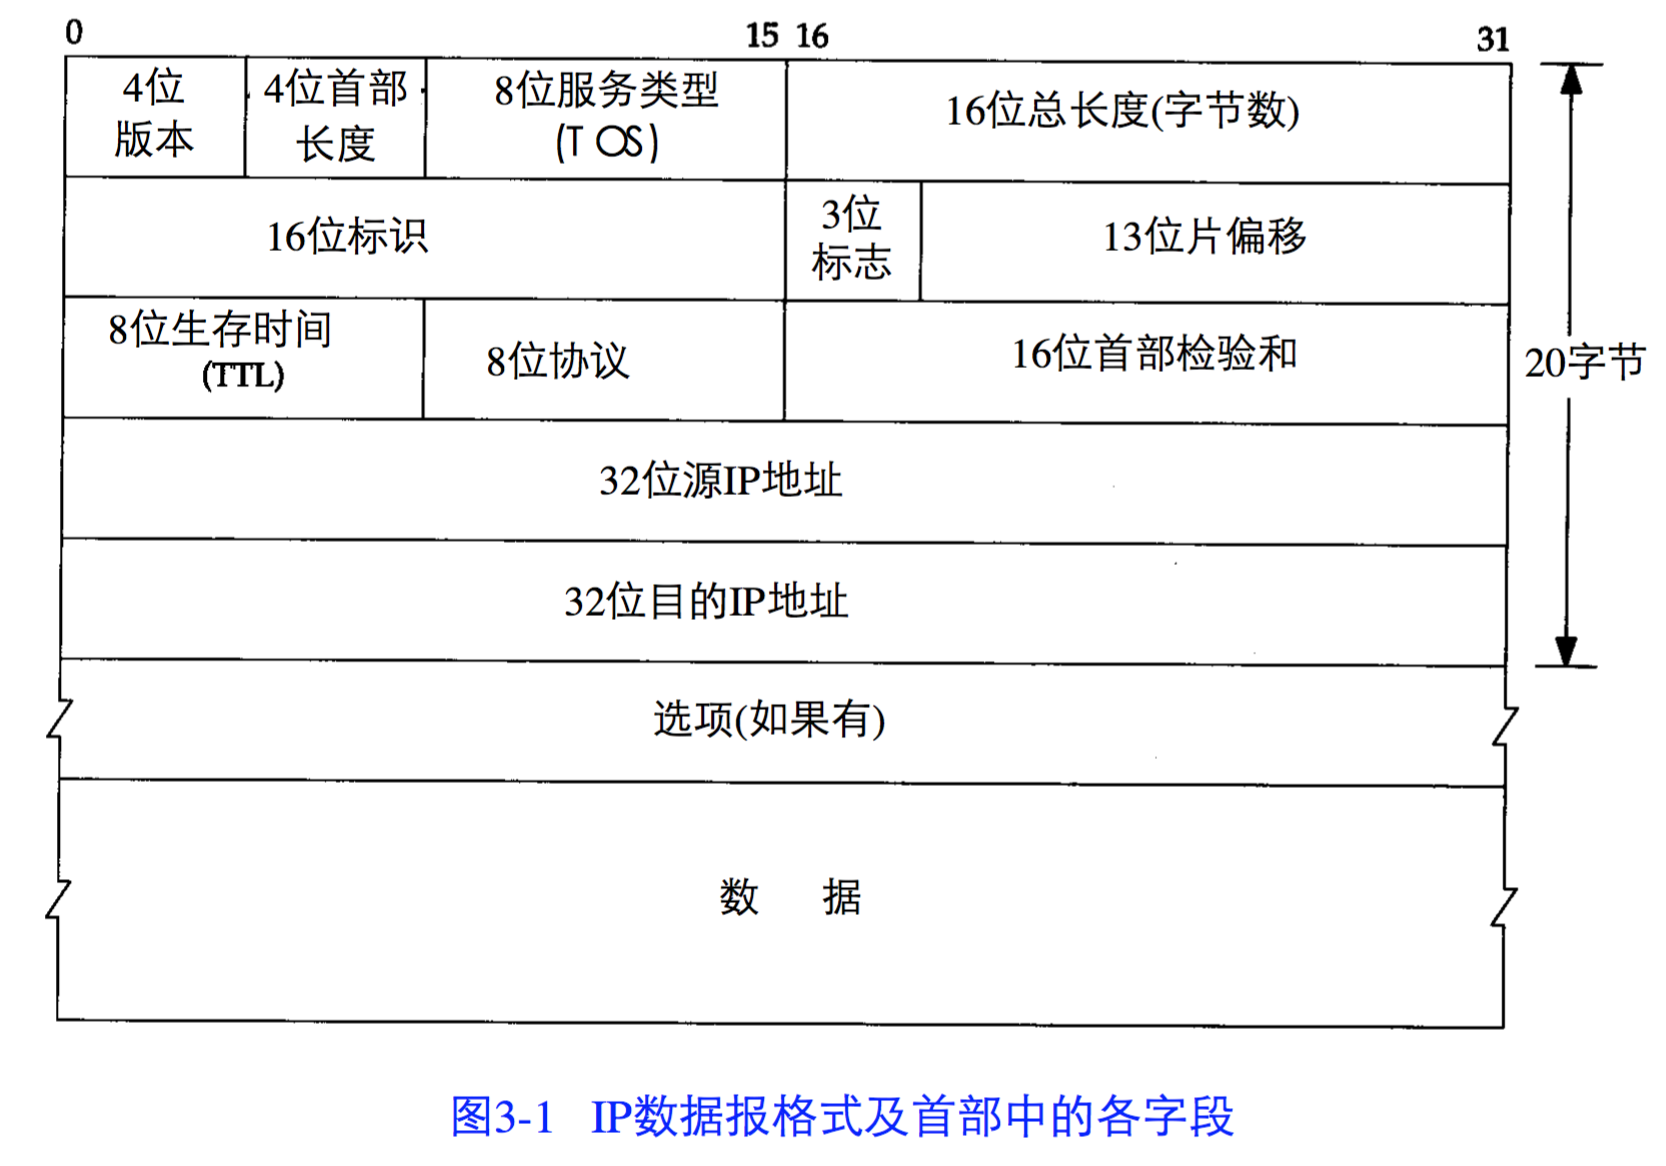 0 15 16 31
4位
版本
4位首部
长度
8位服务类型
(TOS)
16位总长度(字节数)
16位标识
3位
标志
13位片偏移
8位生存时间
(TTL)
8位协议
16位首部检验和
20字节
32位源IP地址
32位目的IP地址
选项(如果有)
数 据
图3-1 IP数据报格式及首部中的各字段